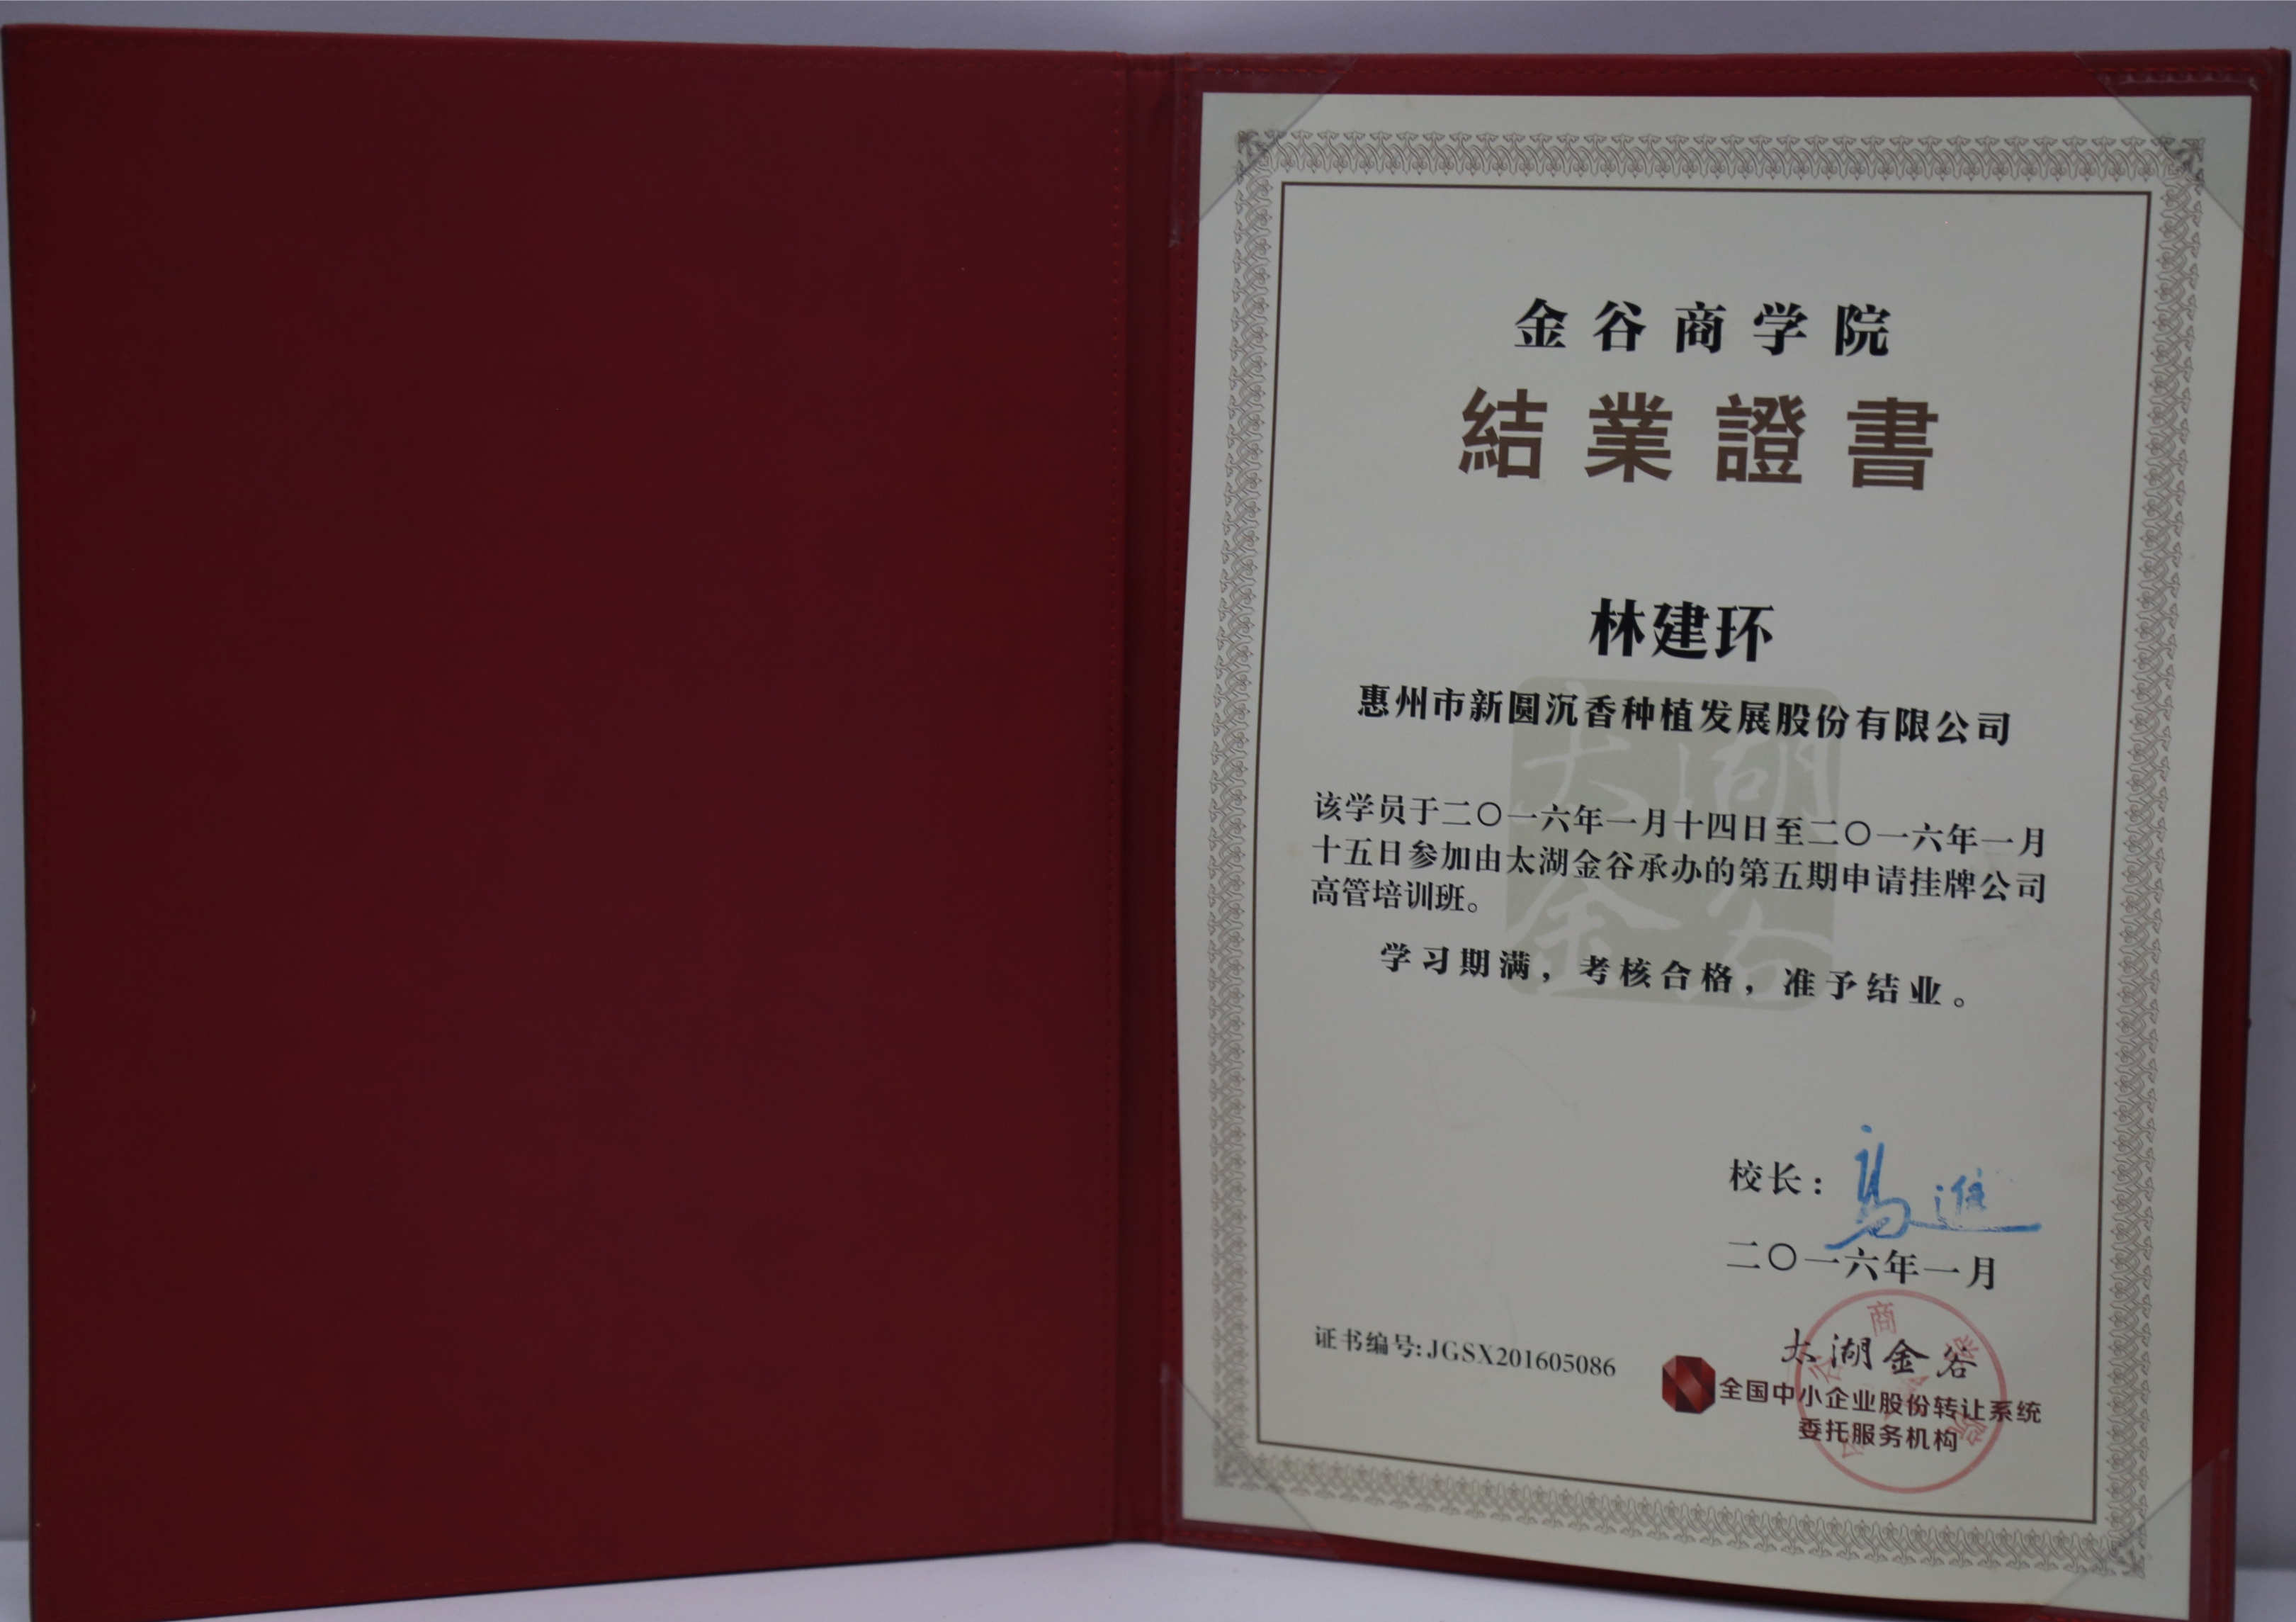 金谷商学院
結業證書
林建环
惠州市新圆沉香种植发展股份有限公司
该学员于二〇一六年一月十四日至二〇一六年一月
十五日参加由太湖金谷承办的第五期申请挂牌公司
高管培训班。
学习期满，考核合格，准予结业。
太湖
金谷
校长：
二〇一六年一月
证书编号:JGSX201605086
太湖金谷
全国中小企业股份转让系统
委托服务机构